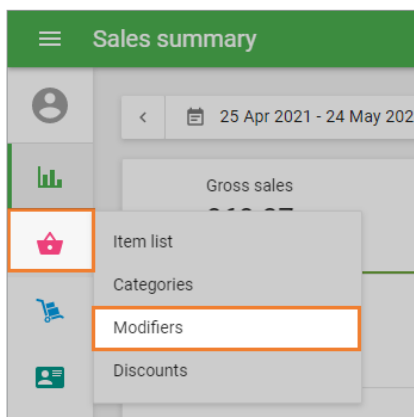 Sales summary
25 Apr 2021 - 24 May 202
Gross sales
Item list
Categories
Modifiers
Discounts